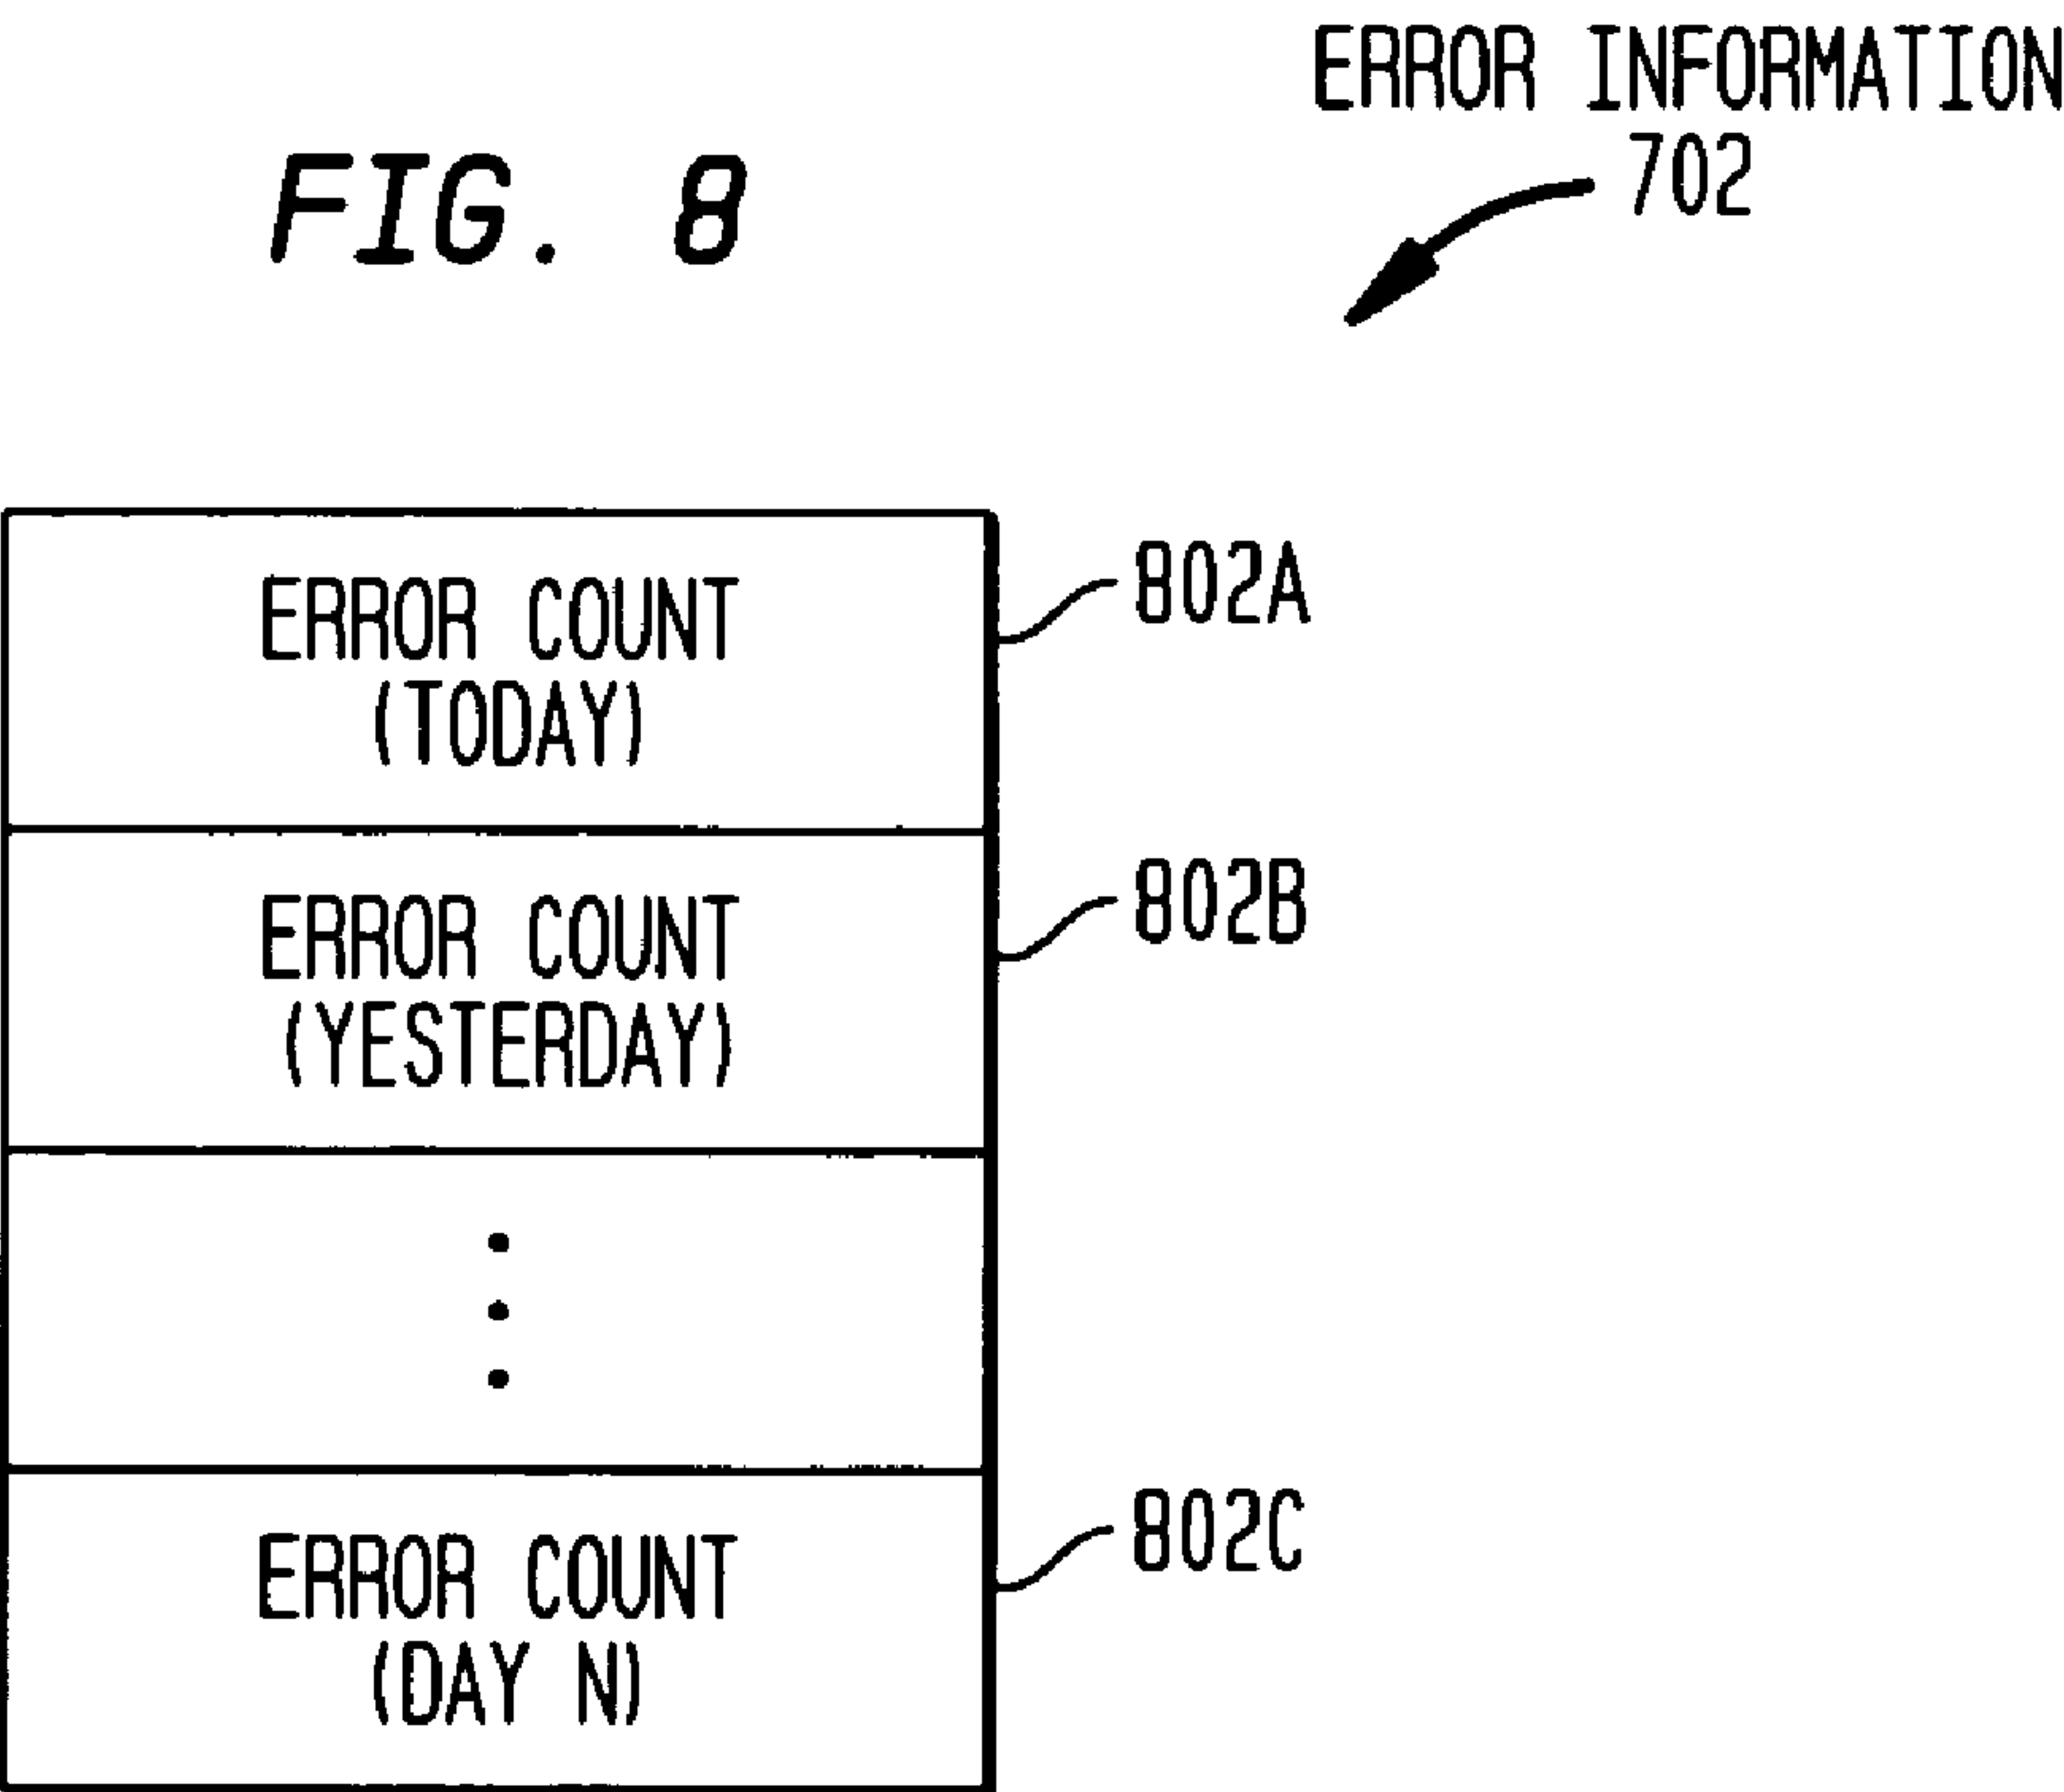 ERROR INFORMATION
702
FIG. 8
ERROR COUNT
(TODAY)
802A
ERROR COUNT
(YESTERDAY)
802B
ERROR COUNT
(DAY N)
802C